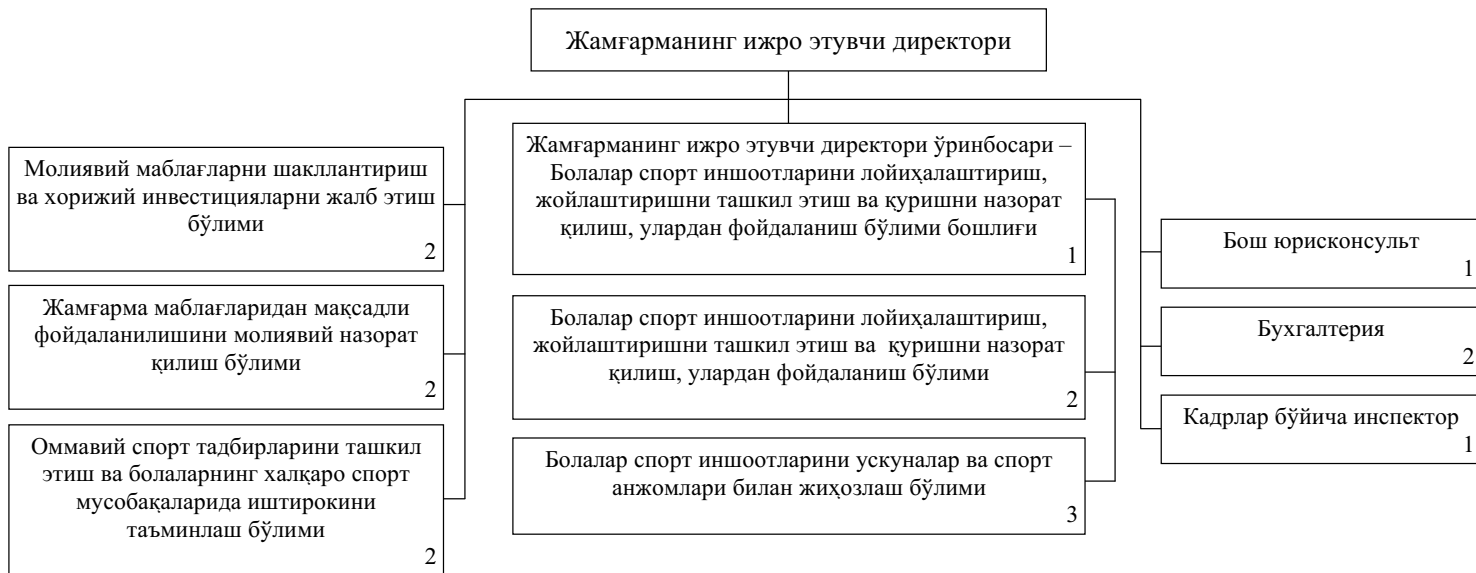 Жамғарманинг ижро этувчи директори
Молиявий маблағларни шакллантириш
ва хорижий инвестицияларни жалб этиш
бўлими
2
Жамғарма маблағларидан мақсадли
фойдаланилишини молиявий назорат
қилиш бўлими
2
Оммавий спорт тадбирларини ташкил
этиш ва болаларнинг халқаро спорт
мусобақаларида иштирокини
таъминлаш бўлими
2
Жамғарманинг ижро этувчи директори ўринбосари –
Болалар спорт иншоотларини лойиҳалаштириш,
жойлаштиришни ташкил этиш ва қуришни назорат
қилиш, улардан фойдаланиш бўлими бошлиғи
1
Болалар спорт иншоотларини лойиҳалаштириш,
жойлаштиришни ташкил этиш ва қуришни назорат
қилиш, улардан фойдаланиш бўлими
2
Болалар спорт иншоотларини ускуналар ва спорт
анжомлари билан жиҳозлаш бўлими
3
Бош юрисконсульт
1
Бухгалтерия
2
Кадрлар бўйича инспектор
1